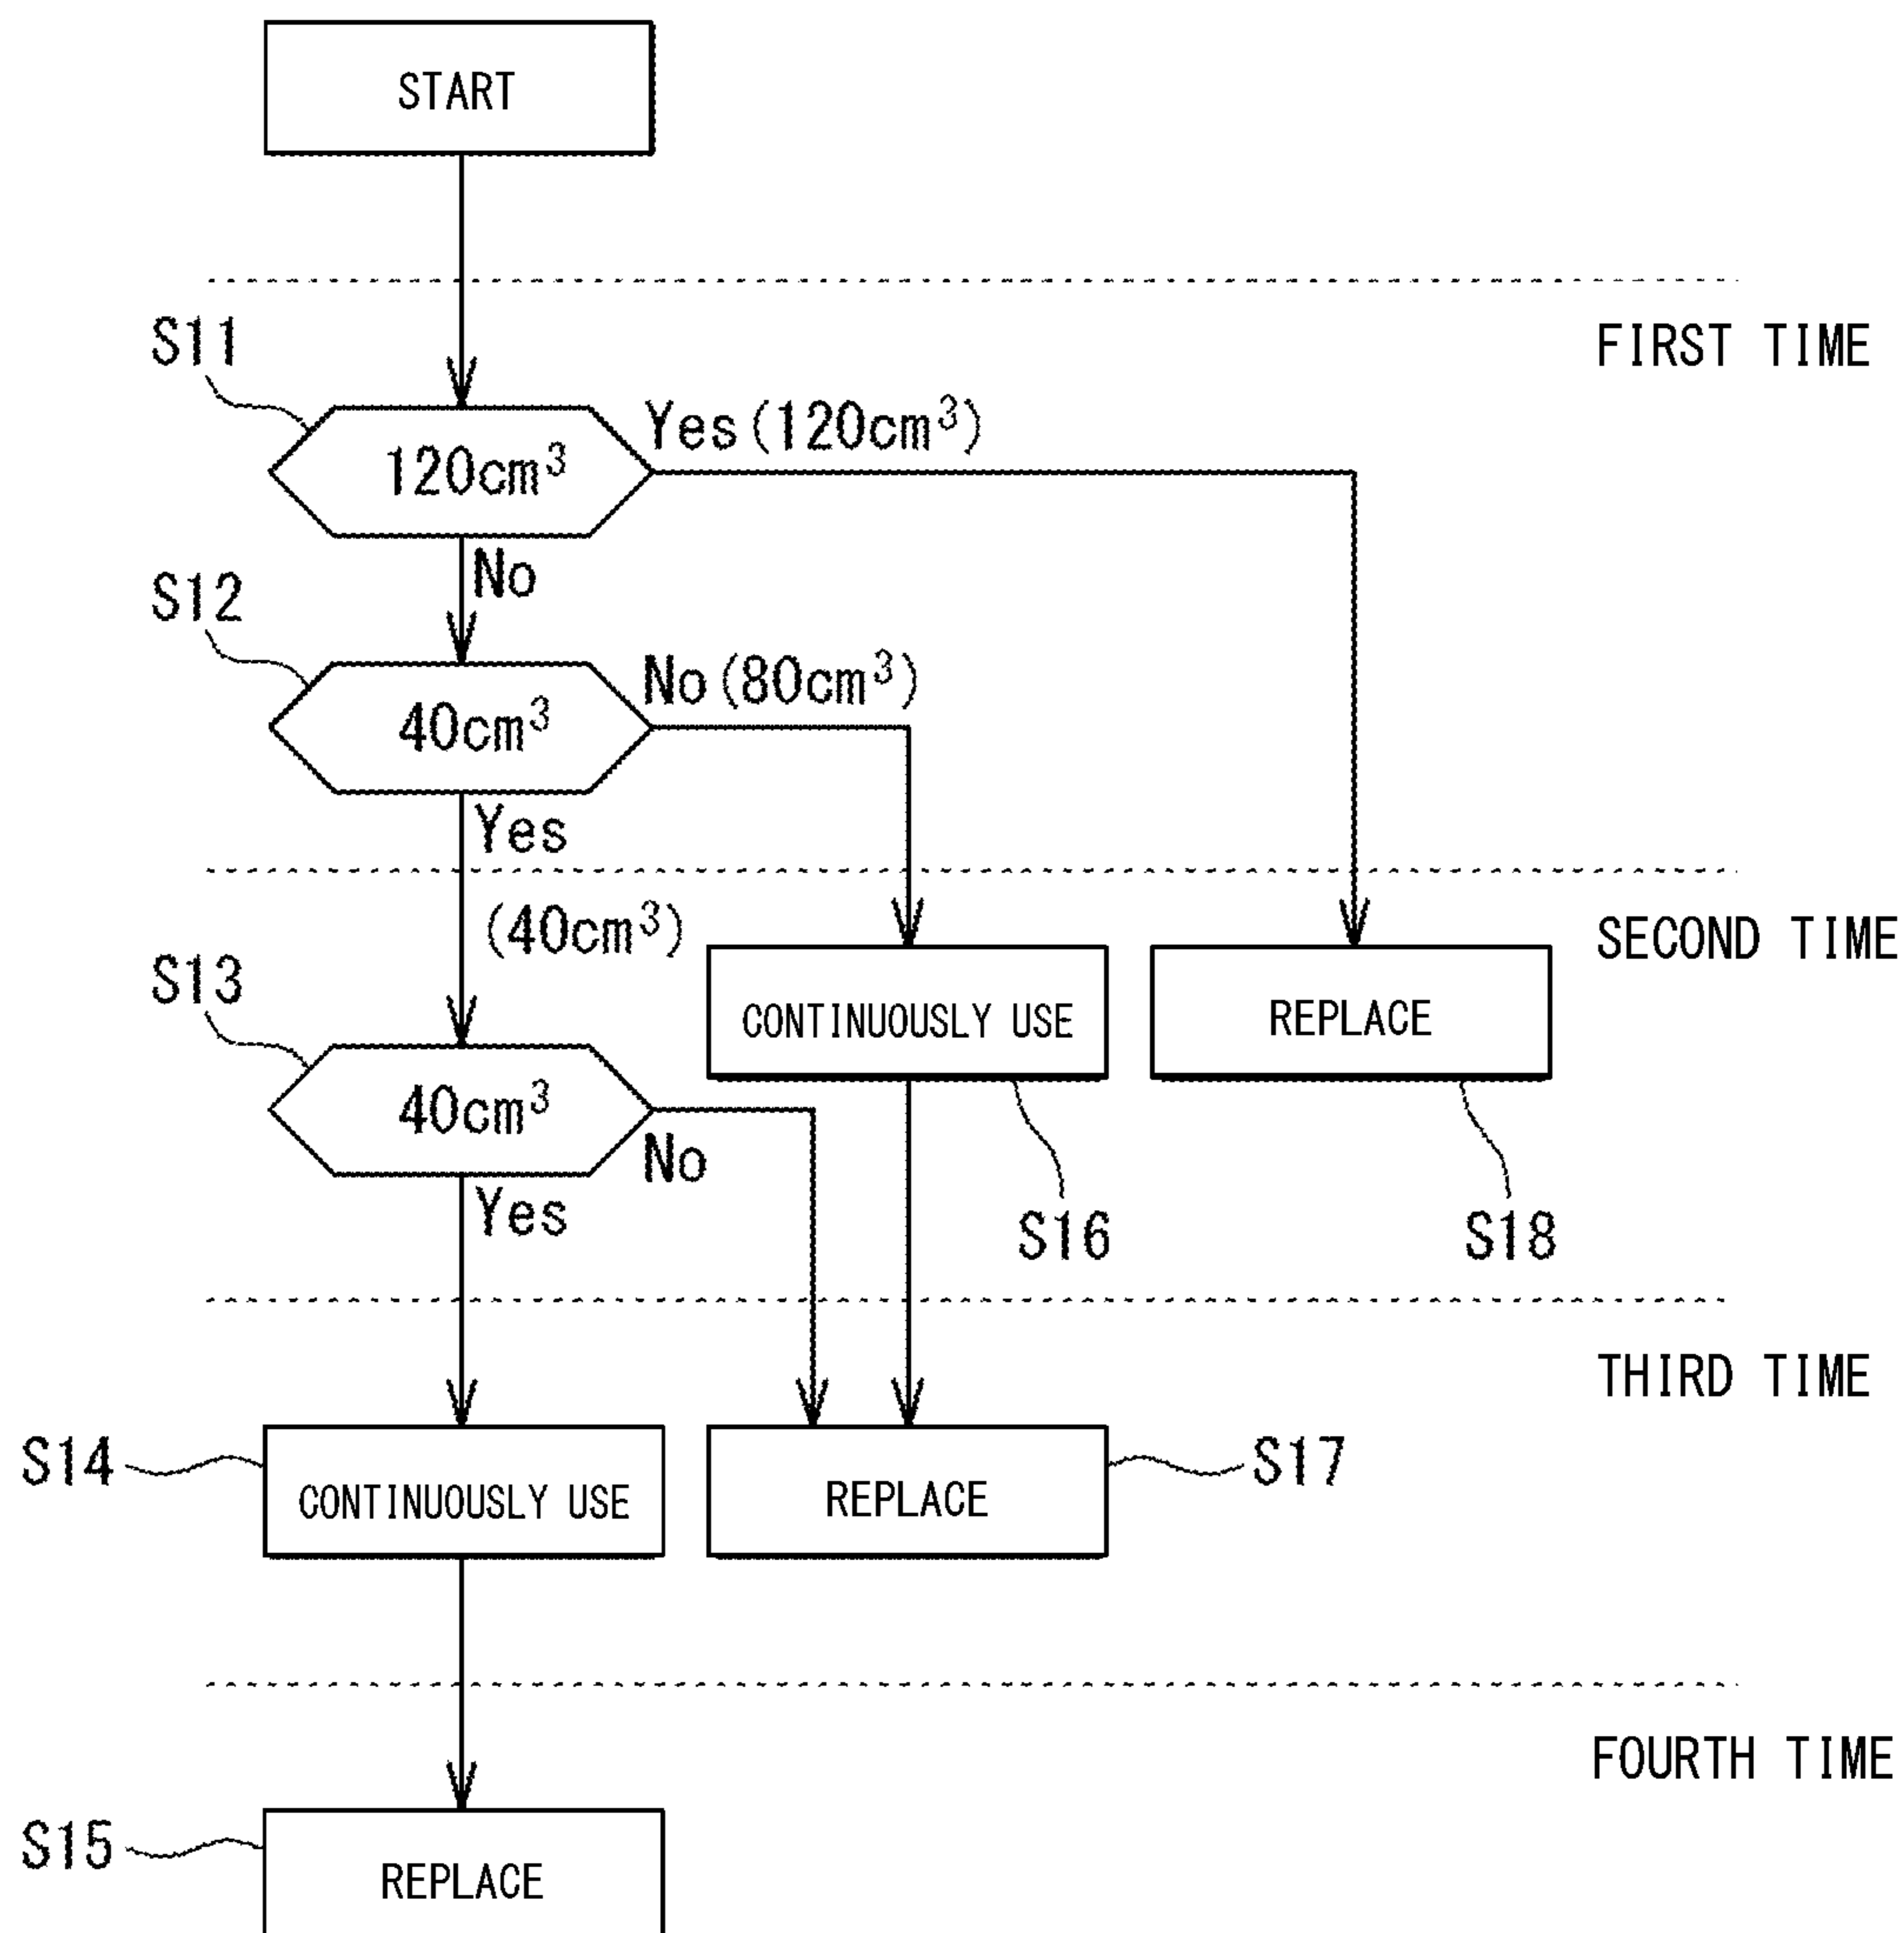 START
FIRST TIME
S11
120cm³
Yes(120cm³)
No
S12
40cm³
No(80cm³)
Yes
(40cm³)
SECOND TIME
S13
40cm³
No
Yes
CONTINUOUSLY USE
REPLACE
S16
S18
THIRD TIME
S14
CONTINUOUSLY USE
REPLACE
S17
FOURTH TIME
S15
REPLACE